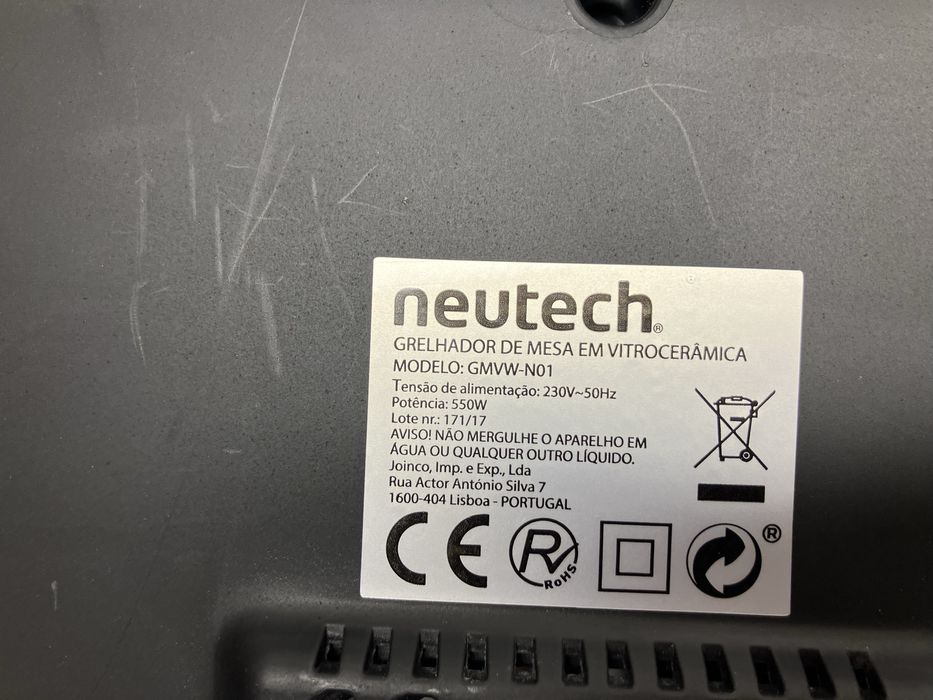 neutech®
GRELHADOR DE MESA EM VITROCERÂMICA
MODELO: GMVW-N01
Tensão de alimentação: 230V~50Hz
Potência: 550W
Lote nr.: 171/17
AVISO! NÃO MERGULHE O APARELHO EM
ÁGUA OU QUALQUER OUTRO LÍQUIDO.
Joinco, Imp. e Exp., Lda
Rua Actor António Silva 7
1600-404 Lisboa - PORTUGAL
CE R RoHS ®